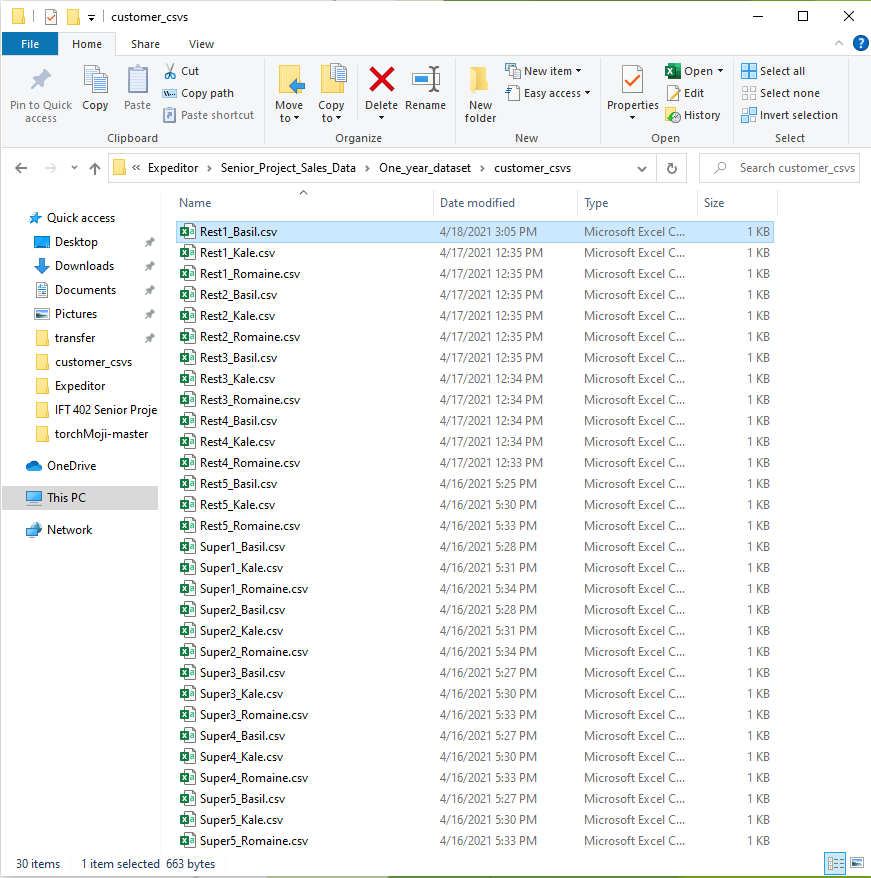 customer_csvs
File Home Share View
Pin to Quick access
Copy
Paste
Cut
Copy path
Paste shortcut
Clipboard
Move to
Copy to
Delete
Rename
Organize
New folder
New item
Easy access
New
Properties
Open
Edit
History
Open
Select all
Select none
Invert selection
Select
« Expeditor > Senior_Project_Sales_Data > One_year_dataset > customer_csvs
Search customer_csvs
Quick access
Desktop
Downloads
Documents
Pictures
transfer
customer_csvs
Expeditor
IFT 402 Senior Proje
torchMoji-master
OneDrive
This PC
Network
Name Date modified Type Size
Rest1_Basil.csv 4/18/2021 3:05 PM Microsoft Excel C... 1 KB
Rest1_Kale.csv 4/17/2021 12:35 PM Microsoft Excel C... 1 KB
Rest1_Romaine.csv 4/17/2021 12:35 PM Microsoft Excel C... 1 KB
Rest2_Basil.csv 4/17/2021 12:35 PM Microsoft Excel C... 1 KB
Rest2_Kale.csv 4/17/2021 12:35 PM Microsoft Excel C... 1 KB
Rest2_Romaine.csv 4/17/2021 12:35 PM Microsoft Excel C... 1 KB
Rest3_Basil.csv 4/17/2021 12:35 PM Microsoft Excel C... 1 KB
Rest3_Kale.csv 4/17/2021 12:34 PM Microsoft Excel C... 1 KB
Rest3_Romaine.csv 4/17/2021 12:34 PM Microsoft Excel C... 1 KB
Rest4_Basil.csv 4/17/2021 12:34 PM Microsoft Excel C... 1 KB
Rest4_Kale.csv 4/17/2021 12:34 PM Microsoft Excel C... 1 KB
Rest4_Romaine.csv 4/17/2021 12:33 PM Microsoft Excel C... 1 KB
Rest5_Basil.csv 4/16/2021 5:25 PM Microsoft Excel C... 1 KB
Rest5_Kale.csv 4/16/2021 5:30 PM Microsoft Excel C... 1 KB
Rest5_Romaine.csv 4/16/2021 5:33 PM Microsoft Excel C... 1 KB
Super1_Basil.csv 4/16/2021 5:28 PM Microsoft Excel C... 1 KB
Super1_Kale.csv 4/16/2021 5:31 PM Microsoft Excel C... 1 KB
Super1_Romaine.csv 4/16/2021 5:34 PM Microsoft Excel C... 1 KB
Super2_Basil.csv 4/16/2021 5:28 PM Microsoft Excel C... 1 KB
Super2_Kale.csv 4/16/2021 5:31 PM Microsoft Excel C... 1 KB
Super2_Romaine.csv 4/16/2021 5:34 PM Microsoft Excel C... 1 KB
Super3_Basil.csv 4/16/2021 5:27 PM Microsoft Excel C... 1 KB
Super3_Kale.csv 4/16/2021 5:30 PM Microsoft Excel C... 1 KB
Super3_Romaine.csv 4/16/2021 5:33 PM Microsoft Excel C... 1 KB
Super4_Basil.csv 4/16/2021 5:27 PM Microsoft Excel C... 1 KB
Super4_Kale.csv 4/16/2021 5:30 PM Microsoft Excel C... 1 KB
Super4_Romaine.csv 4/16/2021 5:33 PM Microsoft Excel C... 1 KB
Super5_Basil.csv 4/16/2021 5:27 PM Microsoft Excel C... 1 KB
Super5_Kale.csv 4/16/2021 5:30 PM Microsoft Excel C... 1 KB
Super5_Romaine.csv 4/16/2021 5:33 PM Microsoft Excel C... 1 KB
30 items 1 item selected 663 bytes